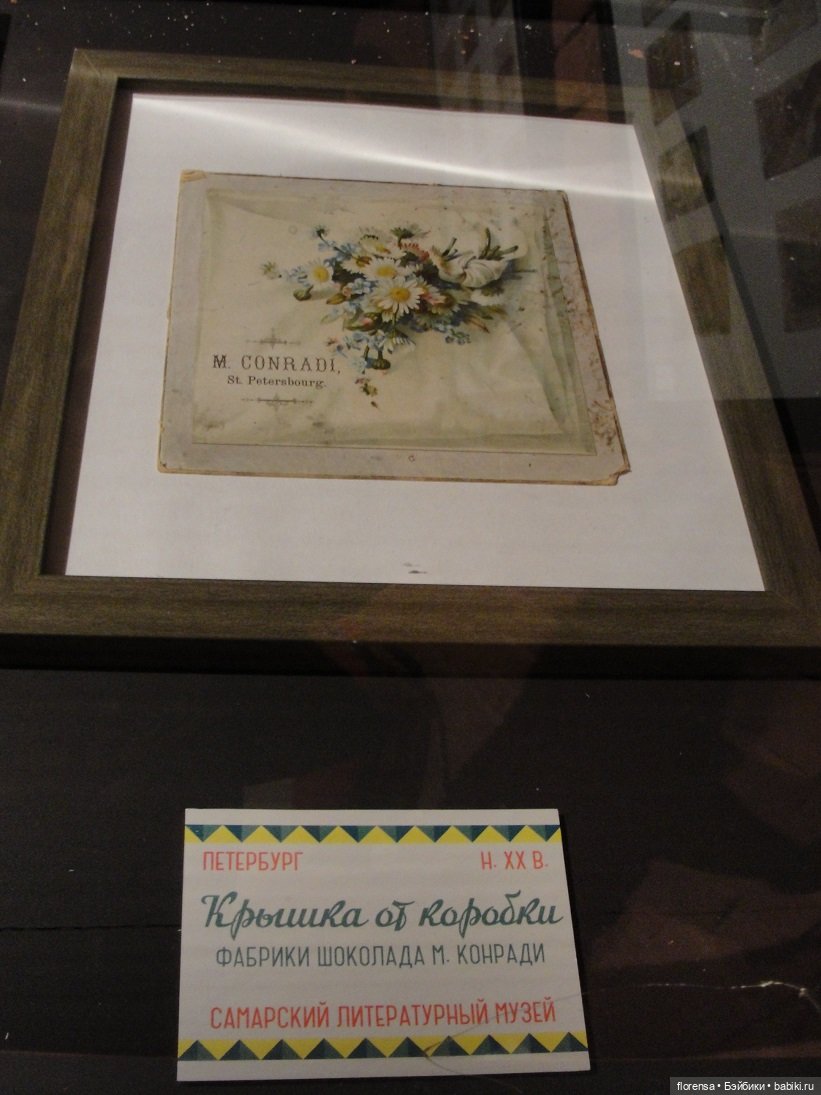 M. CONRADI,
St. Petersbourg.
ПЕТЕРБУРГ Н. XX В.
Крышка от коробки
ФАБРИКИ ШОКОЛАДА М. КОНРАДИ
САМАРСКИЙ ЛИТЕРАТУРНЫЙ МУЗЕЙ
florensa • Бэйбики • babiki.ru